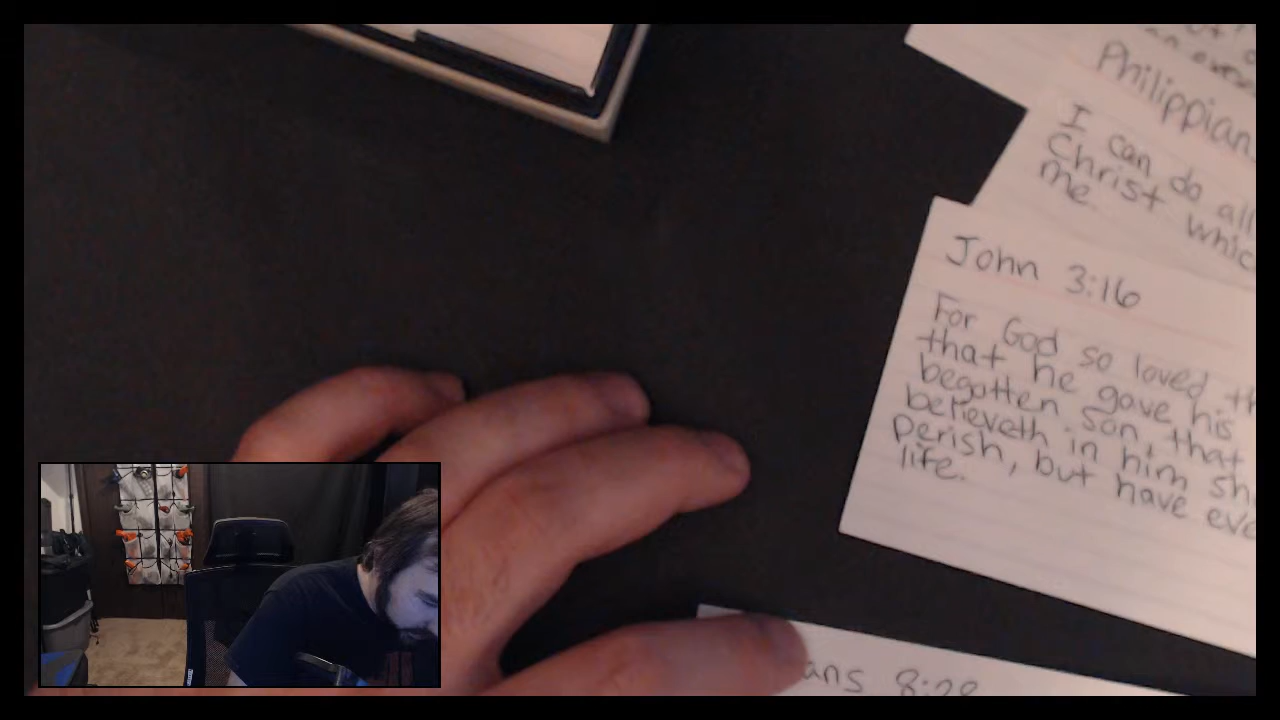 Philippian
I can do all
Christ whic
me
John 3:16
For God so loved th
that he gave his
begotten son, that
believeth in him sh
perish, but have eve
life.
ans 8:28